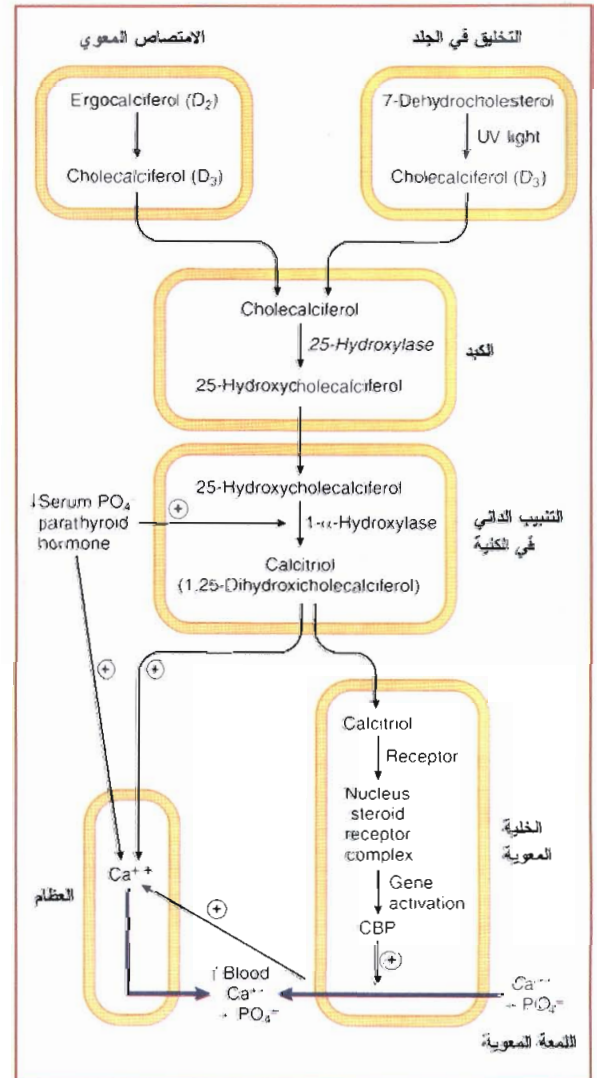 الامتصاص المعوي
التخليق في الجلد
Ergocalciferol (D₂)
Cholecalciferol (D₃)
7-Dehydrocholesterol
UV light
Cholecalciferol (D₃)
Cholecalciferol
25-Hydroxylase
25-Hydroxycholecalciferol
الكبد
25-Hydroxycholecalciferol
1-α-Hydroxylase
Calcitriol
(1,25-Dihydroxicholecalciferol)
التنبيب الداني
في الكلية
↓Serum PO₄
parathyroid
hormone
+
+
+
Calcitriol
Receptor
Nucleus
steroid
receptor
complex
Gene
activation
CBP
+
الخلية
المعوية
Ca⁺⁺
العظام
+
↑Blood
Ca⁺⁺
+ PO₄⁼
Ca⁺⁺
+ PO₄⁼
اللمعة المعوية